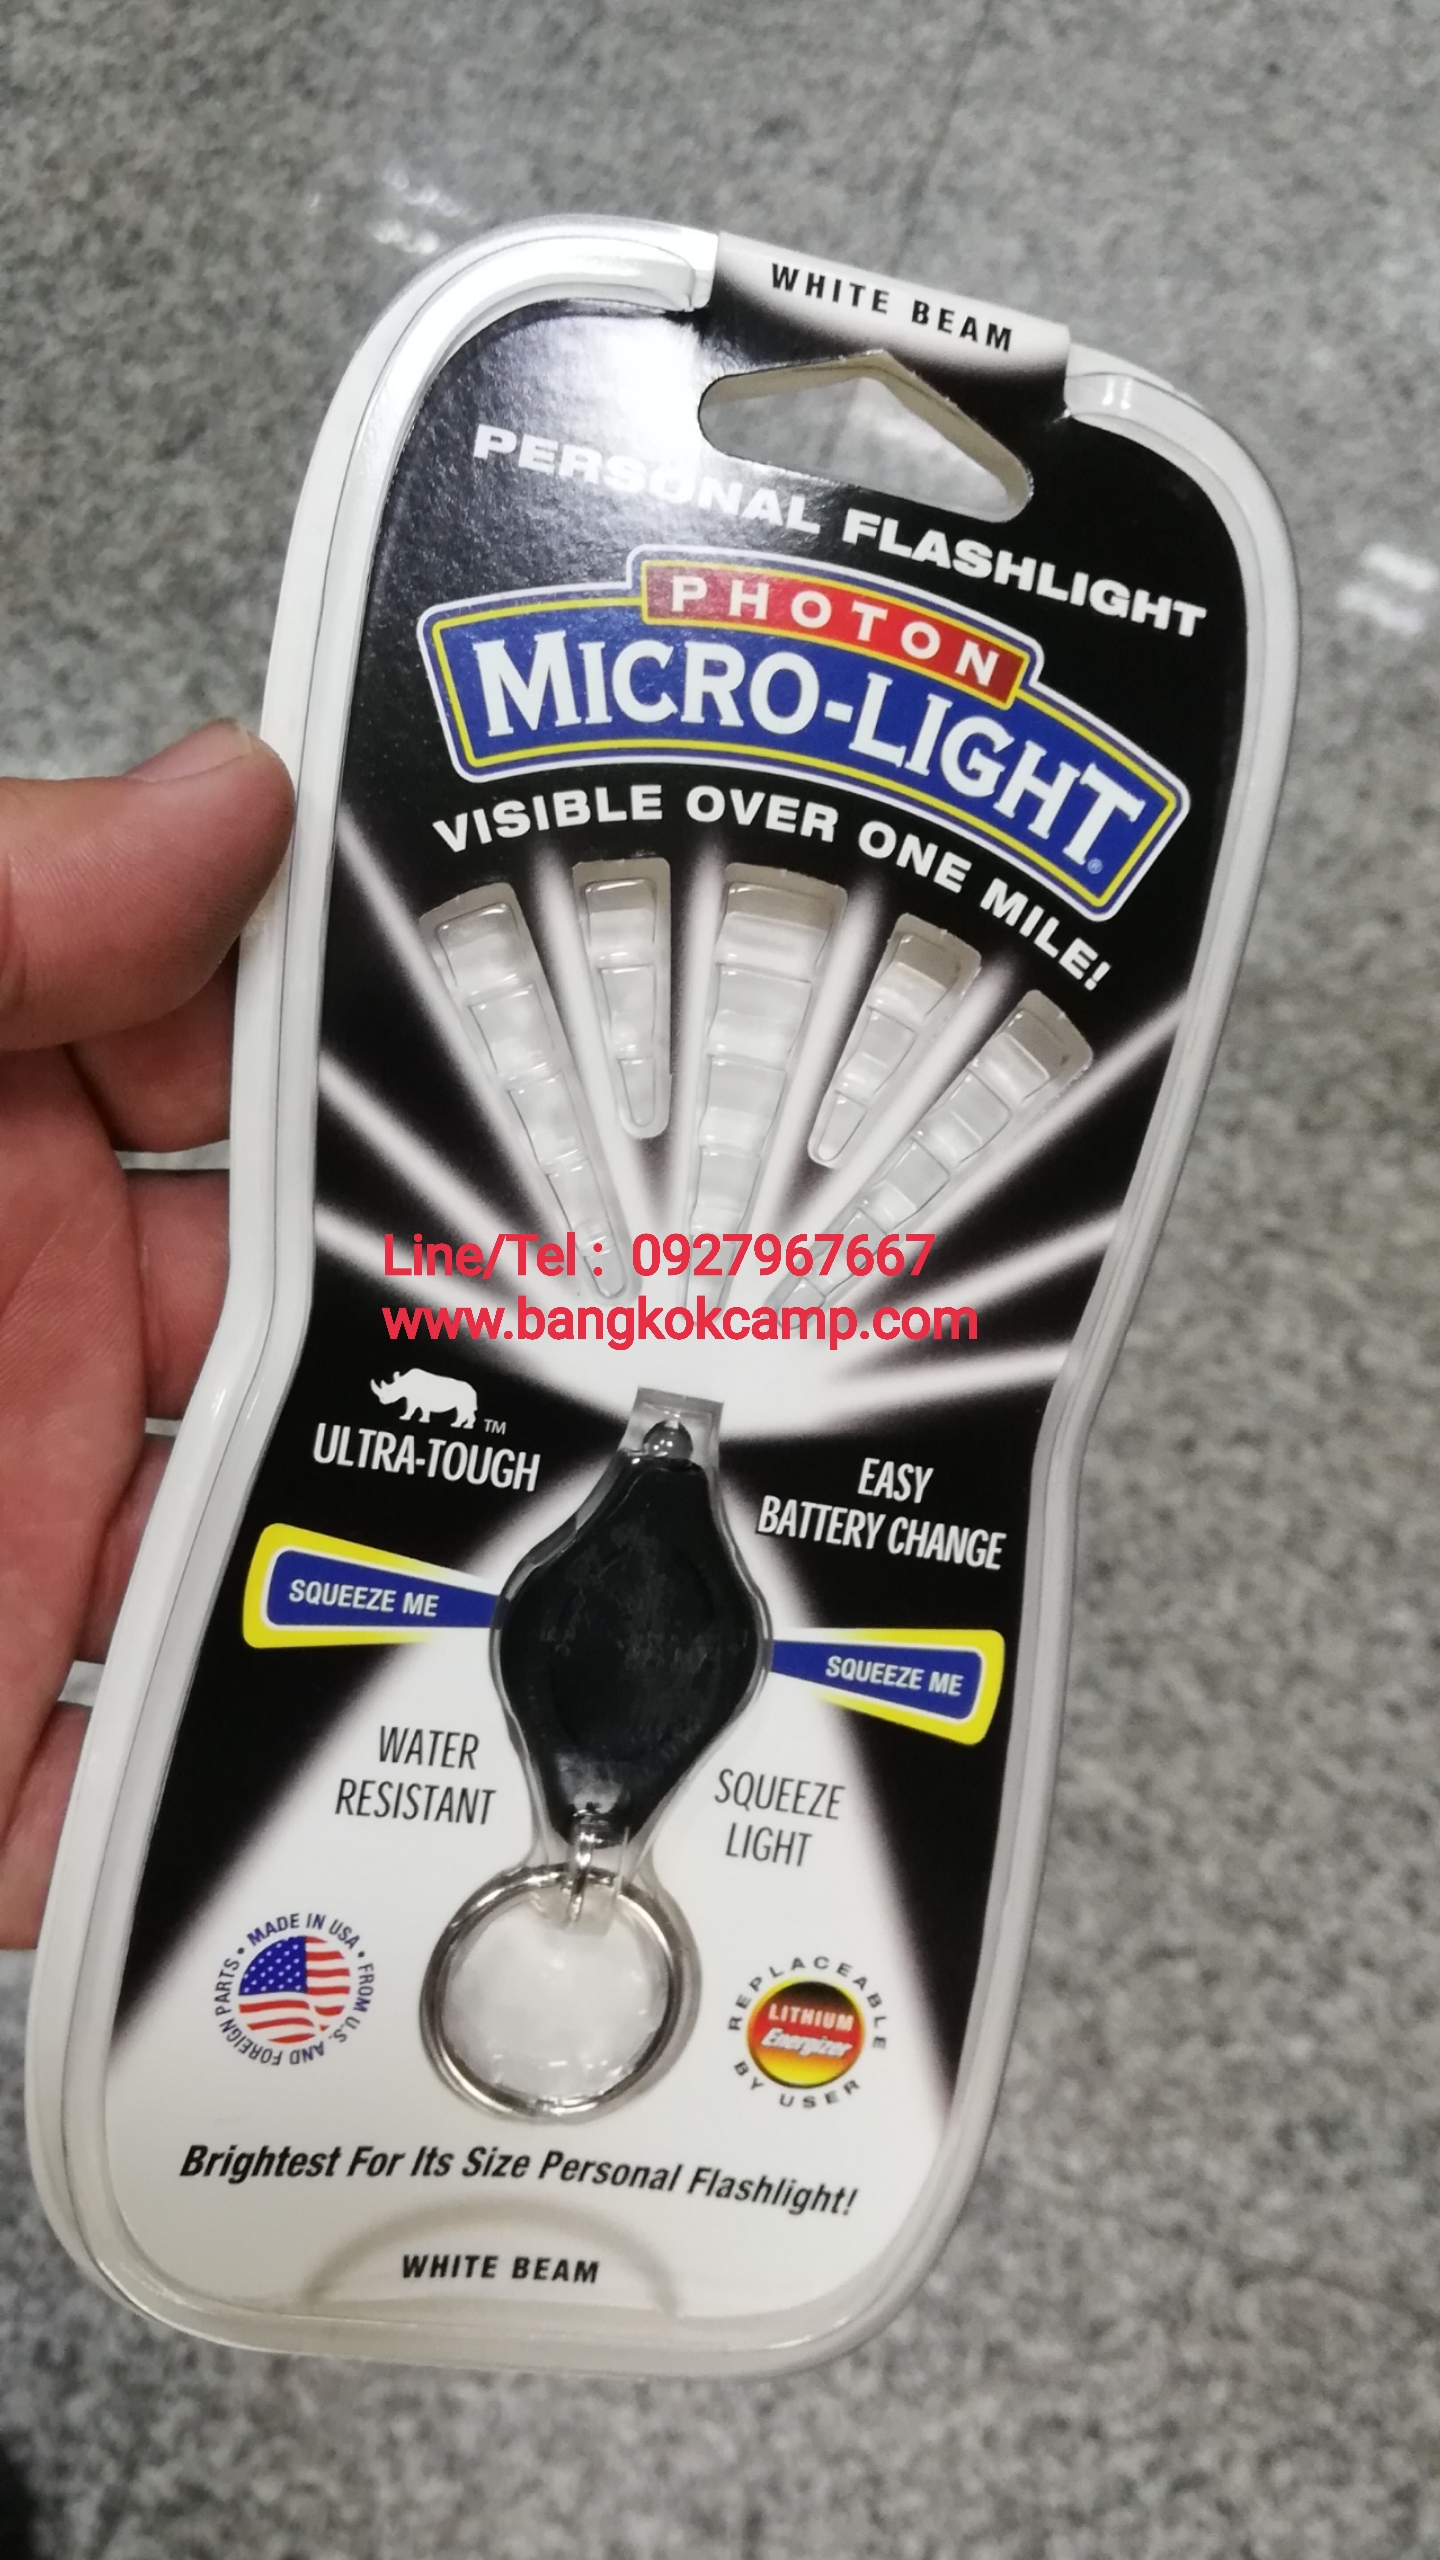 WHITE BEAM
PERSONAL FLASHLIGHT
PHOTON
MICRO-LIGHT®
VISIBLE OVER ONE MILE!
Line/Tel : 0927967667
www.bangkokcamp.com
TM
ULTRA-TOUGH
EASY
BATTERY CHANGE
SQUEEZE ME
SQUEEZE ME
WATER
RESISTANT
SQUEEZE
LIGHT
MADE IN USA • FROM U.S. AND FOREIGN PARTS •
REPLACEABLE
LITHIUM
Energizer
BY USER
Brightest For Its Size Personal Flashlight!
WHITE BEAM